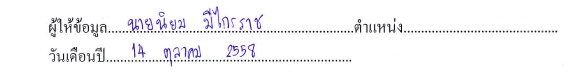 ผู้ให้ข้อมูล.....นายนิยม มีไกรราช.....ตำแหน่ง.....
วันเดือนปี.....14 ตุลาคม 2558.....